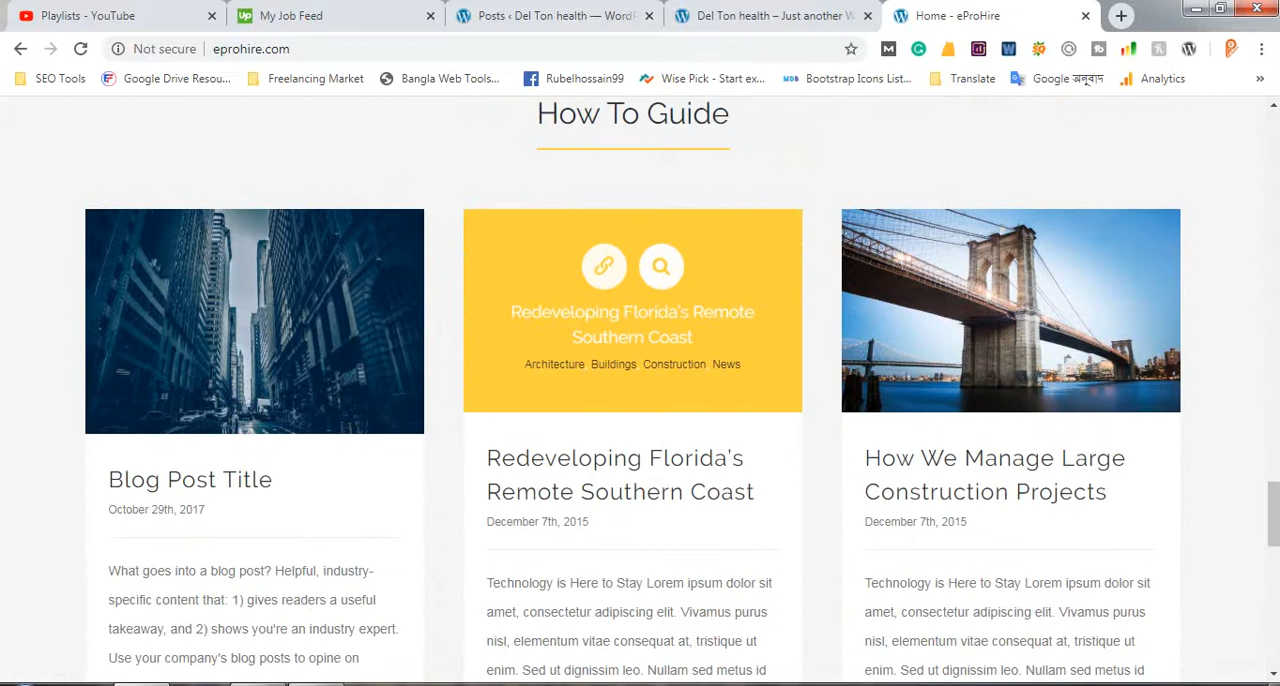 Playlists - YouTube
My Job Feed
Posts ‹ Del Ton health — WordP
Del Ton health – Just another W
Home - eProHire
Not secure
eprohire.com
SEO Tools
Google Drive Resou...
Freelancing Market
Bangla Web Tools...
Rubelhossain99
Wise Pick - Start ex...
Bootstrap Icons List...
Translate
Google অনুবাদ
Analytics
»
How To Guide
Redeveloping Florida's Remote
Southern Coast
Architecture Buildings Construction News
Blog Post Title
October 29th, 2017
What goes into a blog post? Helpful, industry-
specific content that: 1) gives readers a useful
takeaway, and 2) shows you're an industry expert.
Use your company's blog posts to opine on
Redeveloping Florida's
Remote Southern Coast
December 7th, 2015
Technology is Here to Stay Lorem ipsum dolor sit
amet, consectetur adipiscing elit. Vivamus purus
nisl, elementum vitae consequat at, tristique ut
enim. Sed ut dignissim leo. Nullam sed metus id
How We Manage Large
Construction Projects
December 7th, 2015
Technology is Here to Stay Lorem ipsum dolor sit
amet, consectetur adipiscing elit. Vivamus purus
nisl, elementum vitae consequat at, tristique ut
enim. Sed ut dignissim leo. Nullam sed metus id